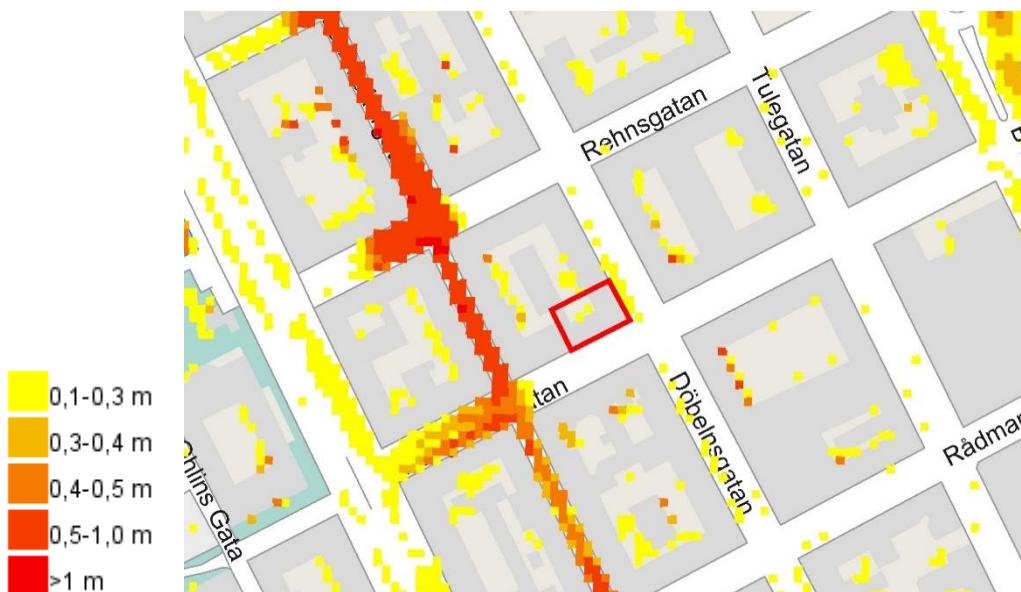 0,1-0,3 m
0,3-0,4 m
0,4-0,5 m
0,5-1,0 m
>1 m
Rehnsgatan
Tulegatan
tan
Döbelnsgatan
Rådmar
Ohlins Gata